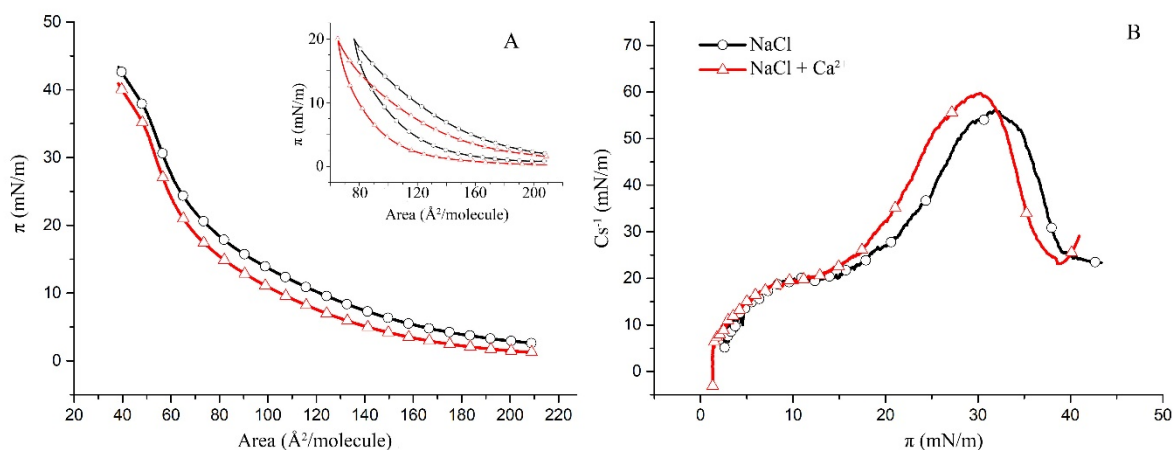 A
π (mN/m)
50
40
30
20
10
0
20 40 60 80 100 120 140 160 180 200 220
Area (Å²/molecule)
π (mN/m)
20
10
0
80 120 160 200
Area (Å²/molecule)
B
NaCl
NaCl + Ca²⁺
Cs⁻¹ (mN/m)
70
60
50
40
30
20
10
0
0 10 20 30 40 50
π (mN/m)